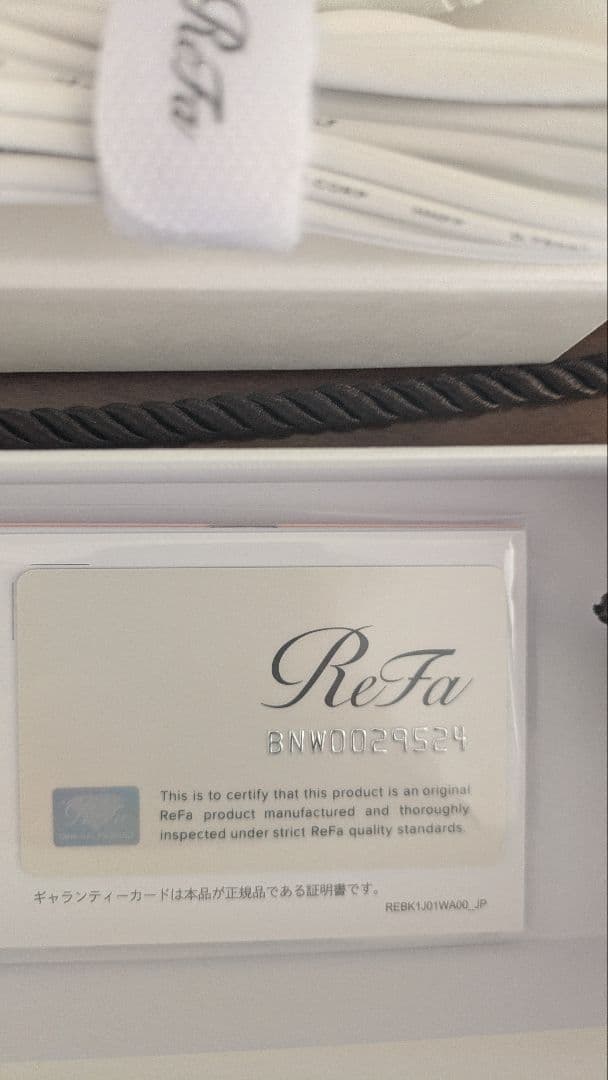 ReFa
ReFa
BNW0029524
This is to certify that this product is an original
ReFa product manufactured and thoroughly
inspected under strict ReFa quality standards.
ギャランティーカードは本品が正規品である証明書です。
REBK1J01WA00_JP